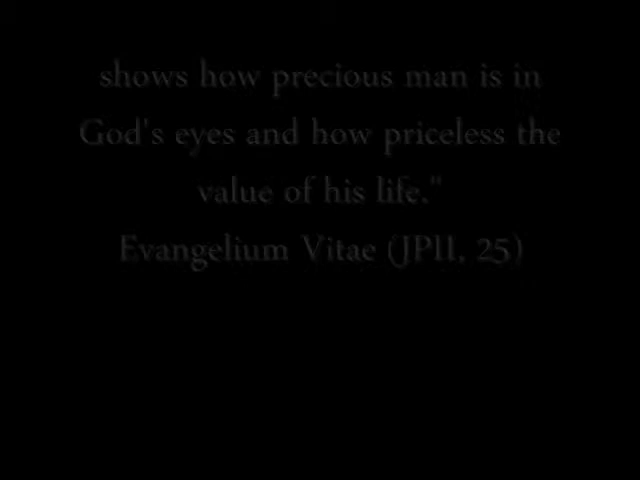 shows how precious man is in
God's eyes and how priceless the
value of his life."
Evangelium Vitae (JPII, 25)